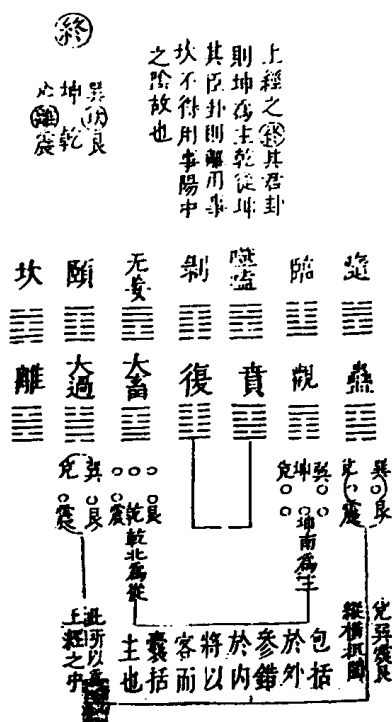 終
上經之終其君卦
則坤為主乾從坤
其臣卦則離用事
坎不得用事陽中
之陰故也
巽坎艮
坤乾
兌離震
隨 臨 噬嗑 剝 无妄 頤 坎
蠱 觀 賁 復 大畜 大過 離
巽艮
兌震
巽
坤
兌
坤南為主
艮
乾
震
乾北為從
巽艮
兌震
兌巽震艮
縱橫
包括
於外
參錯
於內
將以
客而
囊括
主也
此所以為
上經之中